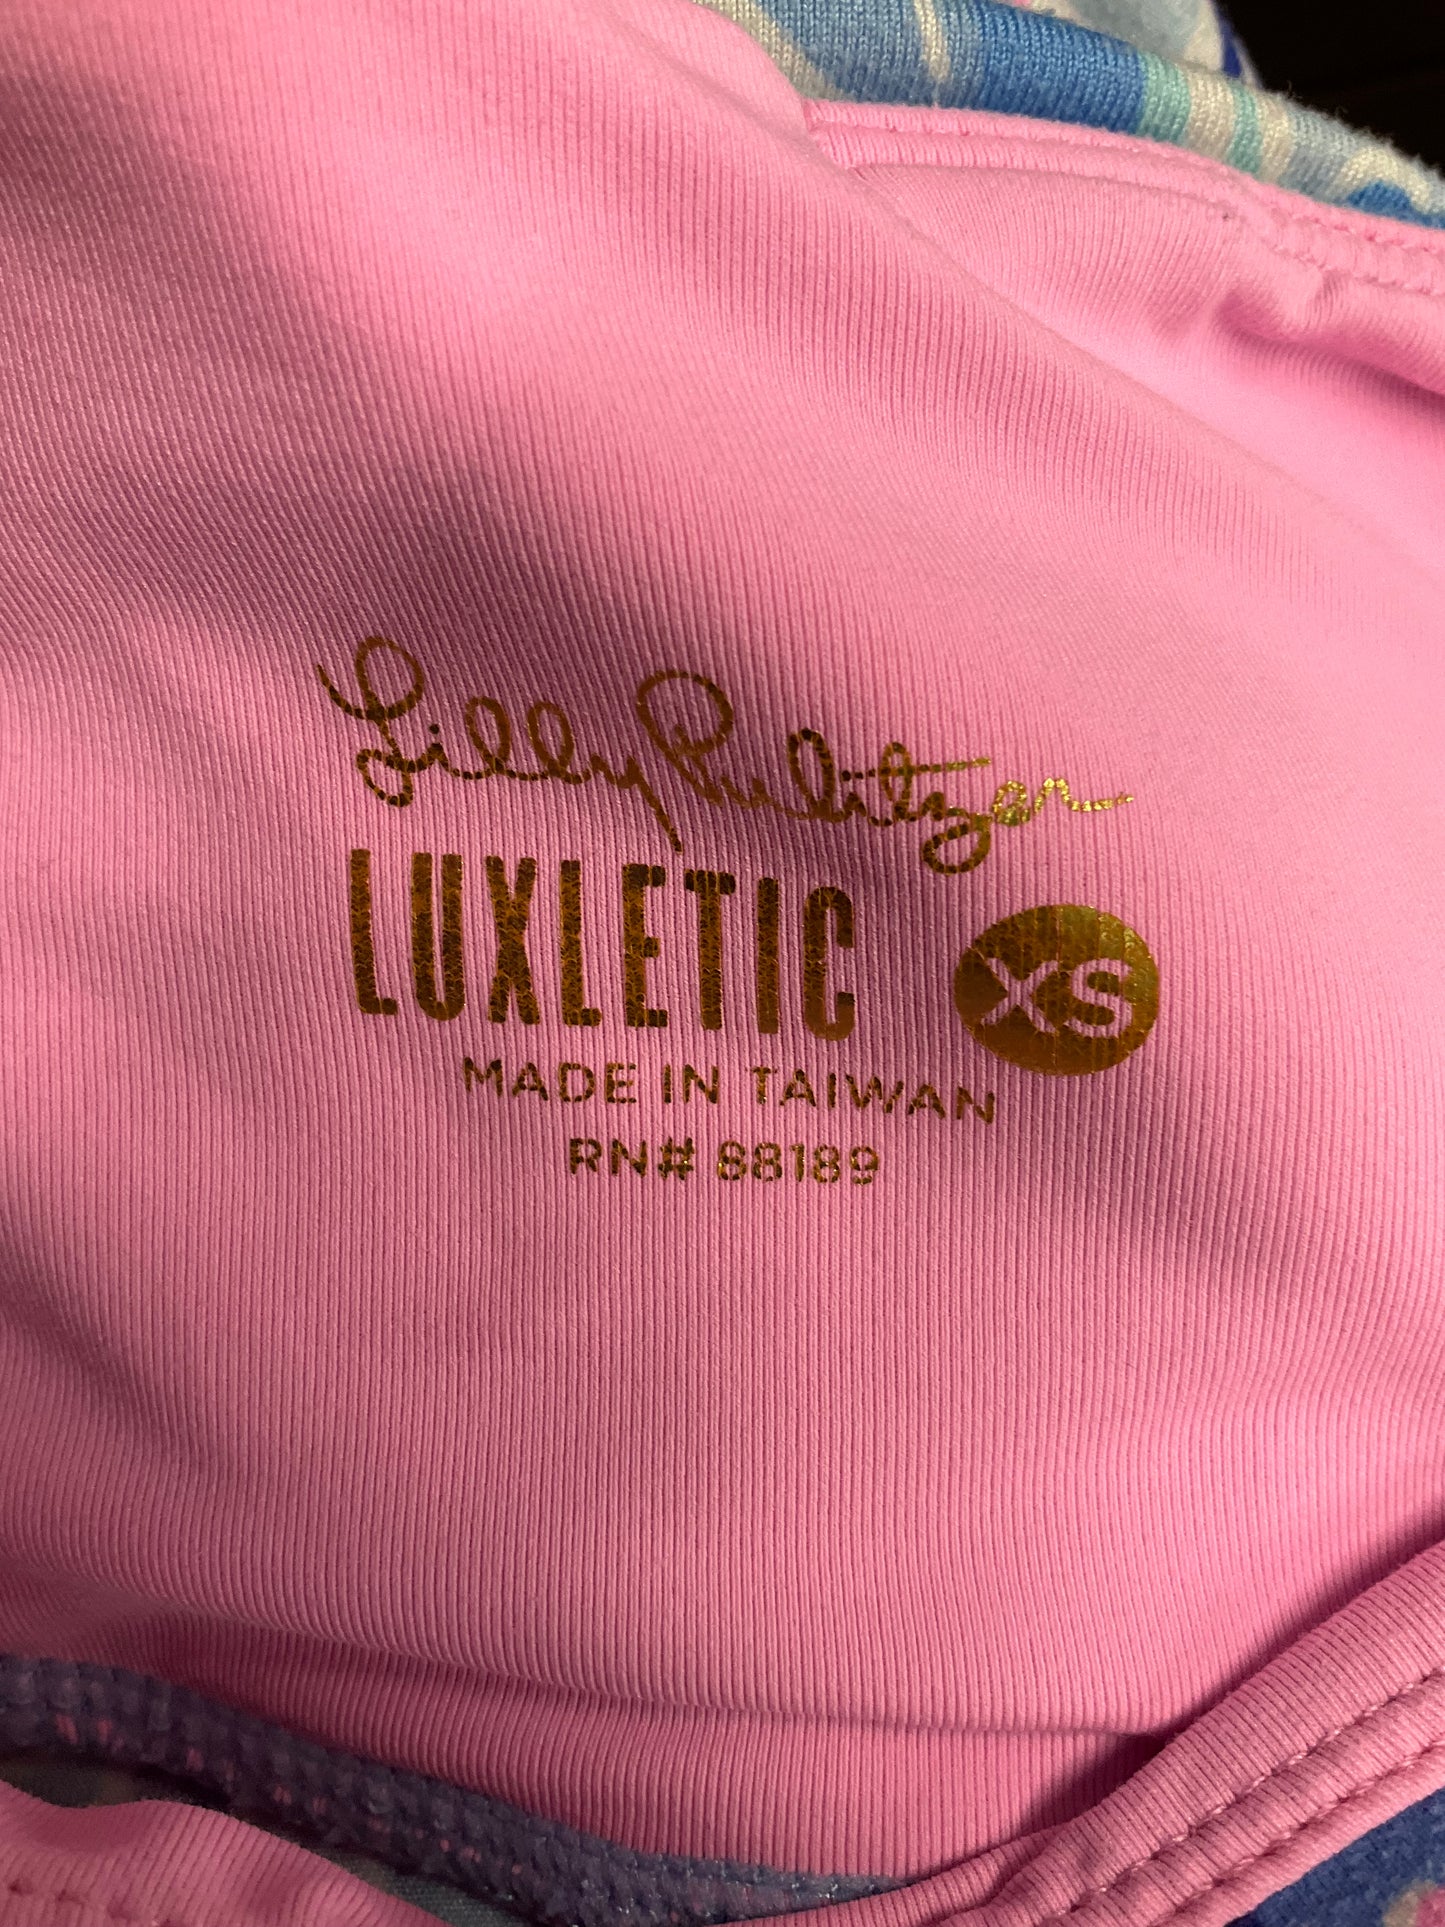 Lilly Pulitzer
LUXLETIC XS
MADE IN TAIWAN
RN# 88189